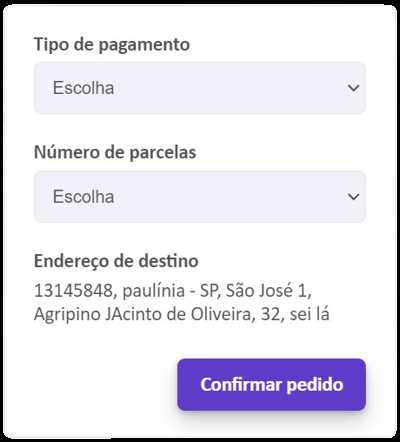 Tipo de pagamento
Escolha
Número de parcelas
Escolha
Endereço de destino
13145848, paulínia - SP, São José 1,
Agripino JAcinto de Oliveira, 32, sei lá
Confirmar pedido